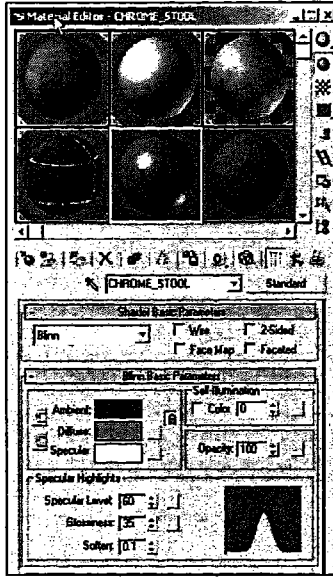 Material Editor - CHROME_STOOL
CHROME_STOOL Standard
- Shader Basic Parameters
Blinn Wire 2-Sided
Face Map Faceted
- Blinn Basic Parameters
Self-Illumination
Ambient: Color 0
Diffuse:
Specular: Opacity: 100
Specular Highlights
Specular Level: 60
Glossiness: 35
Soften: 0.1